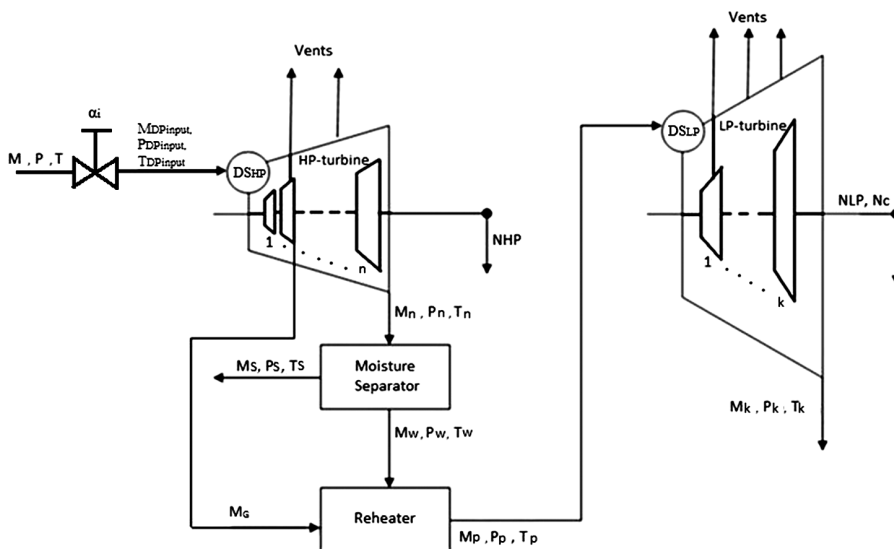 Vents
Vents
αi
MDPinput,
PDPinput,
TDPinput
M , P , T
DSHP
HP-turbine
DSLP
LP-turbine
1
n
NHP
NLP, Nc
1
k
Mn , Pn , Tn
Ms, Ps, Ts
Moisture
Separator
Mk , Pk , Tk
Mw , Pw , Tw
MG
Reheater
Mp , Pp , Tp